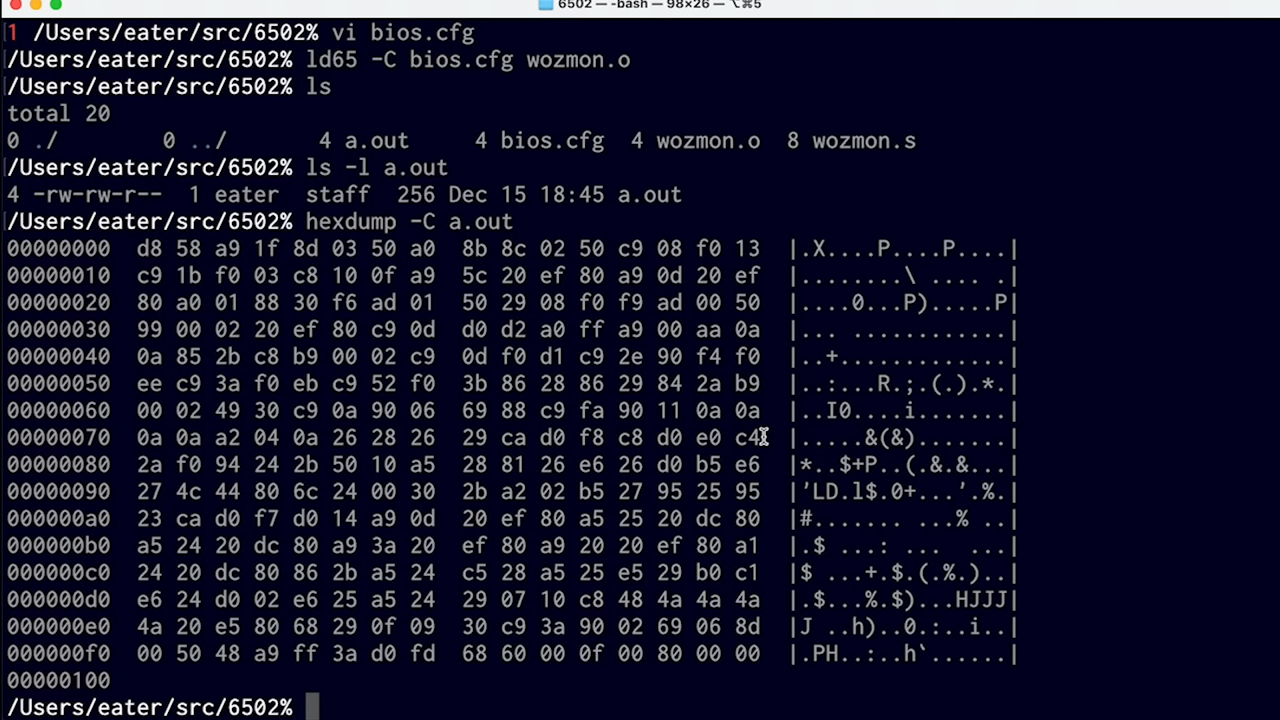 6502 — -bash — 98×26 — ⌥⌘5
1 /Users/eater/src/6502% vi bios.cfg
/Users/eater/src/6502% ld65 -C bios.cfg wozmon.o
/Users/eater/src/6502% ls
total 20
0 ./ 0 ../ 4 a.out 4 bios.cfg 4 wozmon.o 8 wozmon.s
/Users/eater/src/6502% ls -l a.out
4 -rw-rw-r-- 1 eater staff 256 Dec 15 18:45 a.out
/Users/eater/src/6502% hexdump -C a.out
00000000 d8 58 a9 1f 8d 03 50 a0 8b 8c 02 50 c9 08 f0 13 |.X....P....P....|
00000010 c9 1b f0 03 c8 10 0f a9 5c 20 ef 80 a9 0d 20 ef |........\ .... .|
00000020 80 a0 01 88 30 f6 ad 01 50 29 08 f0 f9 ad 00 50 |....0...P).....P|
00000030 99 00 02 20 ef 80 c9 0d d0 d2 a0 ff a9 00 aa 0a |... ............|
00000040 0a 85 2b c8 b9 00 02 c9 0d f0 d1 c9 2e 90 f4 f0 |..+.............|
00000050 ee c9 3a f0 eb c9 52 f0 3b 86 28 86 29 84 2a b9 |..:...R.;.(.).*.|
00000060 00 02 49 30 c9 0a 90 06 69 88 c9 fa 90 11 0a 0a |..I0....i.......|
00000070 0a 0a a2 04 0a 26 28 26 29 ca d0 f8 c8 d0 e0 c4 |.....&(&).......|
00000080 2a f0 94 24 2b 50 10 a5 28 81 26 e6 26 d0 b5 e6 |*..$+P..(.&.&...|
00000090 27 4c 44 80 6c 24 00 30 2b a2 02 b5 27 95 25 95 |'LD.l$.0+...'.%.|
000000a0 23 ca d0 f7 d0 14 a9 0d 20 ef 80 a5 25 20 dc 80 |#....... ...% ..|
000000b0 a5 24 20 dc 80 a9 3a 20 ef 80 a9 20 20 ef 80 a1 |.$ ...: ...  ...|
000000c0 24 20 dc 80 86 2b a5 24 c5 28 a5 25 e5 29 b0 c1 |$ ...+.$.(.%.)..|
000000d0 e6 24 d0 02 e6 25 a5 24 29 07 10 c8 48 4a 4a 4a |.$...%.$)...HJJJ|
000000e0 4a 20 e5 80 68 29 0f 09 30 c9 3a 90 02 69 06 8d |J ..h)..0.:..i..|
000000f0 00 50 48 a9 ff 3a d0 fd 68 60 00 0f 00 80 00 00 |.PH..:..h`......|
00000100
/Users/eater/src/6502%